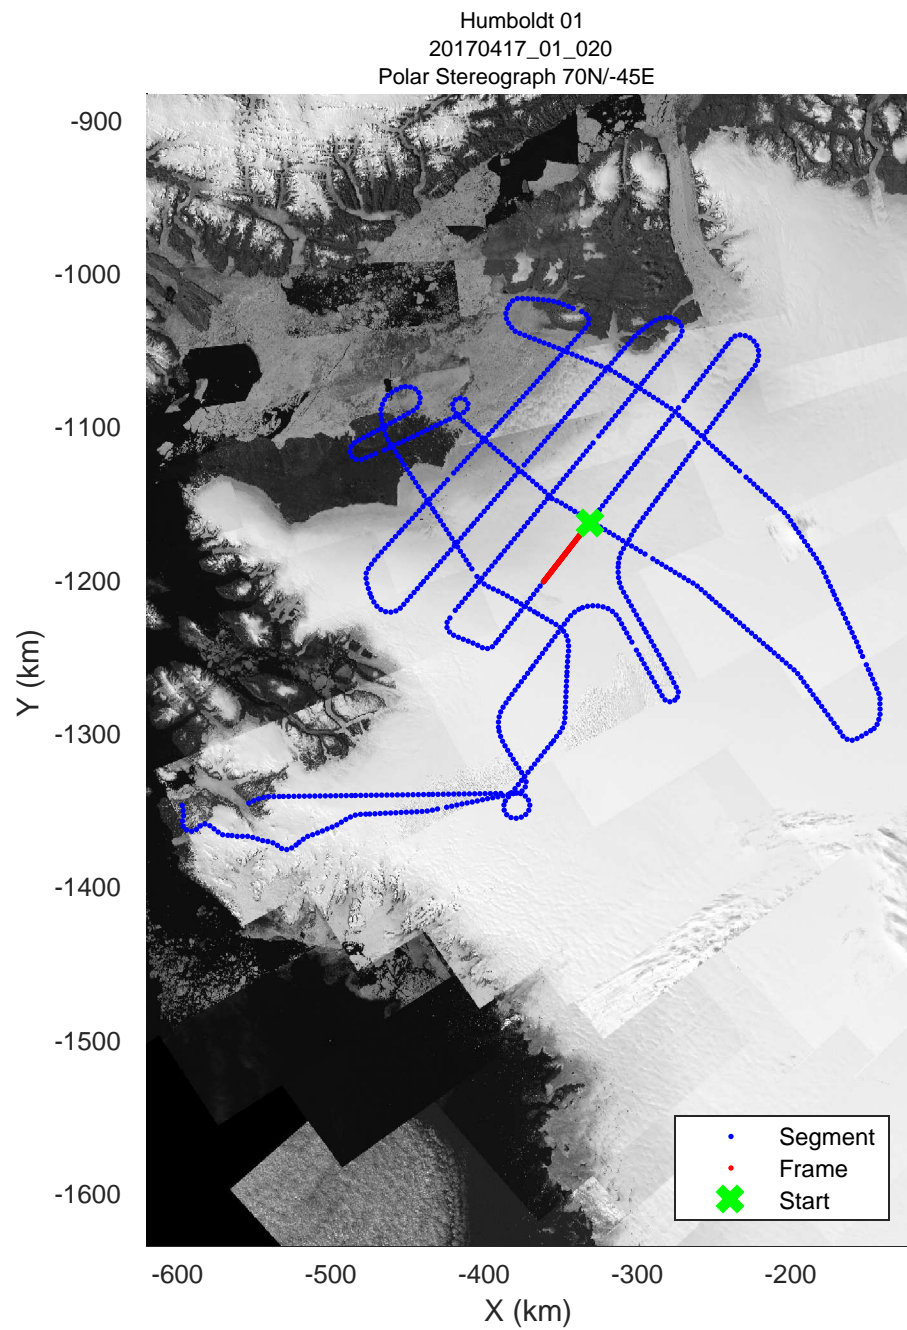 Humboldt 01
20170417_01_020
Polar Stereograph 70N/-45E
-900
-1000
-1100
-1200
-1300
-1400
-1500
-1600
Y (km)
Segment
Frame
Start
-600 -500 -400 -300 -200
X (km)